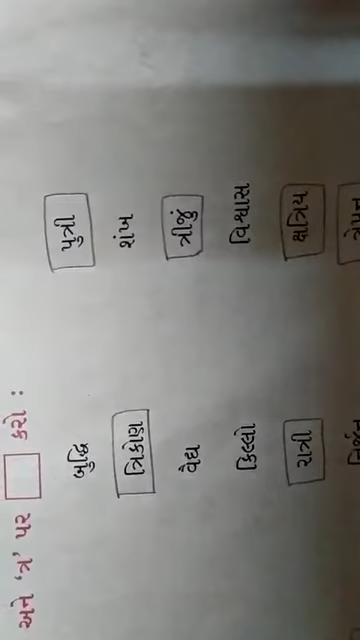 અને 'ત્ર' પર કરો :
બુદ્ધિ પુત્રી
ત્રિકોણ શંખ
વૈદ્ય ત્રીજું
કિલ્લો વિશ્વાસ
રાત્રી ક્ષત્રિય